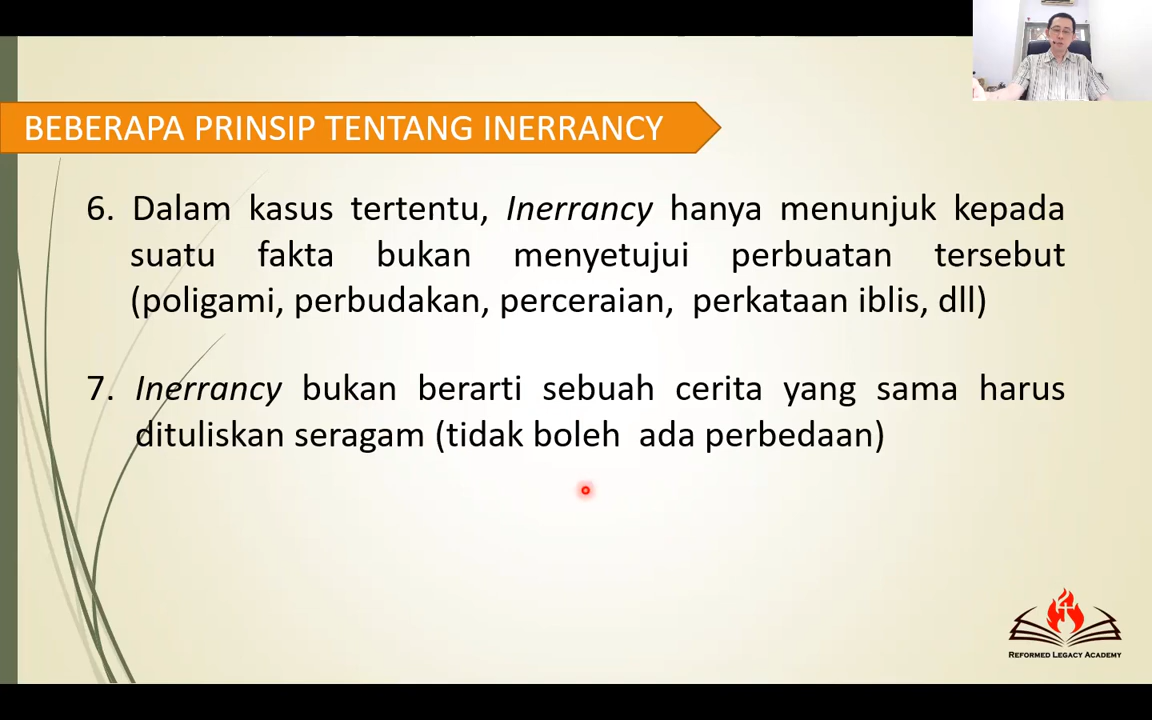 BEBERAPA PRINSIP TENTANG INERRANCY
6. Dalam kasus tertentu, Inerrancy hanya menunjuk kepada
suatu fakta bukan menyetujui perbuatan tersebut
(poligami, perbudakan, perceraian, perkataan iblis, dll)
7. Inerrancy bukan berarti sebuah cerita yang sama harus
dituliskan seragam (tidak boleh ada perbedaan)
REFORMED LEGACY ACADEMY